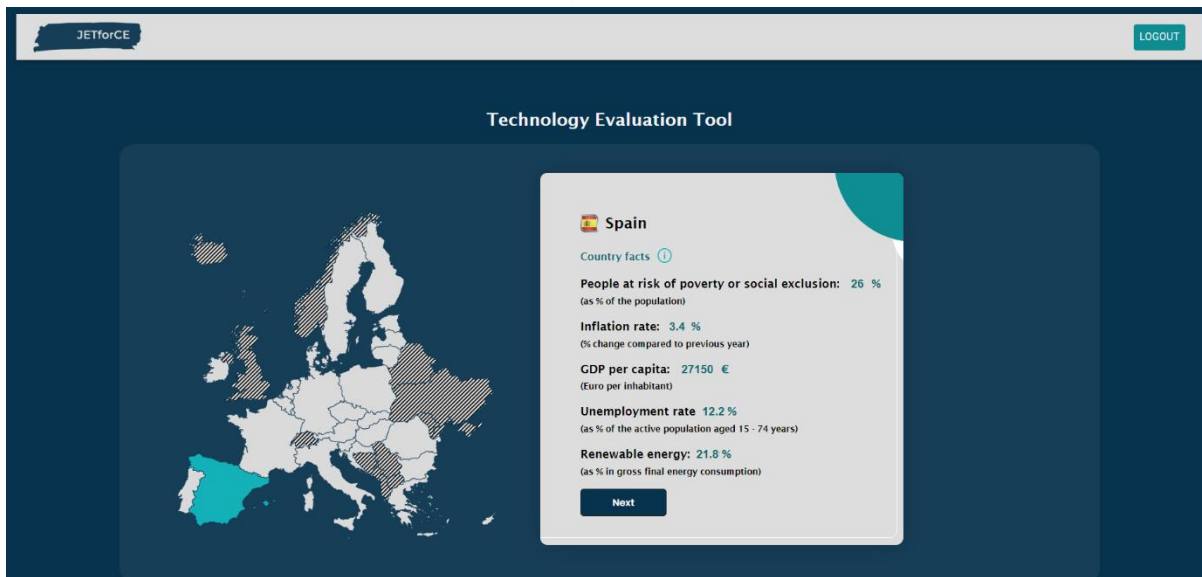 JETforCE
LOGOUT
Technology Evaluation Tool
Spain
Country facts i
People at risk of poverty or social exclusion: 26 %
(as % of the population)
Inflation rate: 3.4 %
(% change compared to previous year)
GDP per capita: 27150 €
(Euro per inhabitant)
Unemployment rate 12.2 %
(as % of the active population aged 15 - 74 years)
Renewable energy: 21.8 %
(as % in gross final energy consumption)
Next